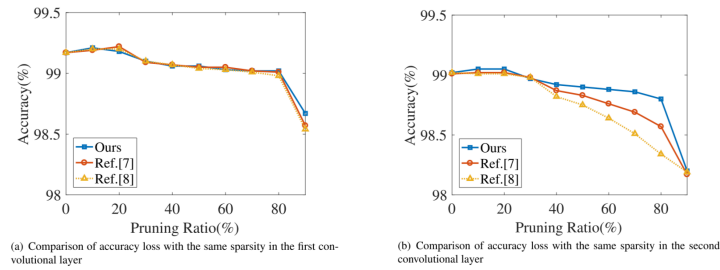 99.5
99
98.5
98
Accuracy(%)
Ours
Ref.[7]
Ref.[8]
0 20 40 60 80
Pruning Ratio(%)
(a) Comparison of accuracy loss with the same sparsity in the first con-
volutional layer
99.5
99
98.5
98
Accuracy(%)
Ours
Ref.[7]
Ref.[8]
0 20 40 60 80
Pruning Ratio(%)
(b) Comparison of accuracy loss with the same sparsity in the second
convolutional layer